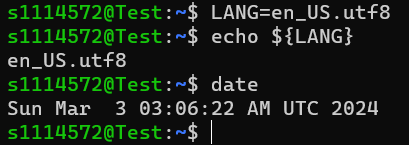 s1114572@Test:~$ LANG=en_US.utf8
s1114572@Test:~$ echo ${LANG}
en_US.utf8
s1114572@Test:~$ date
Sun Mar  3 03:06:22 AM UTC 2024
s1114572@Test:~$